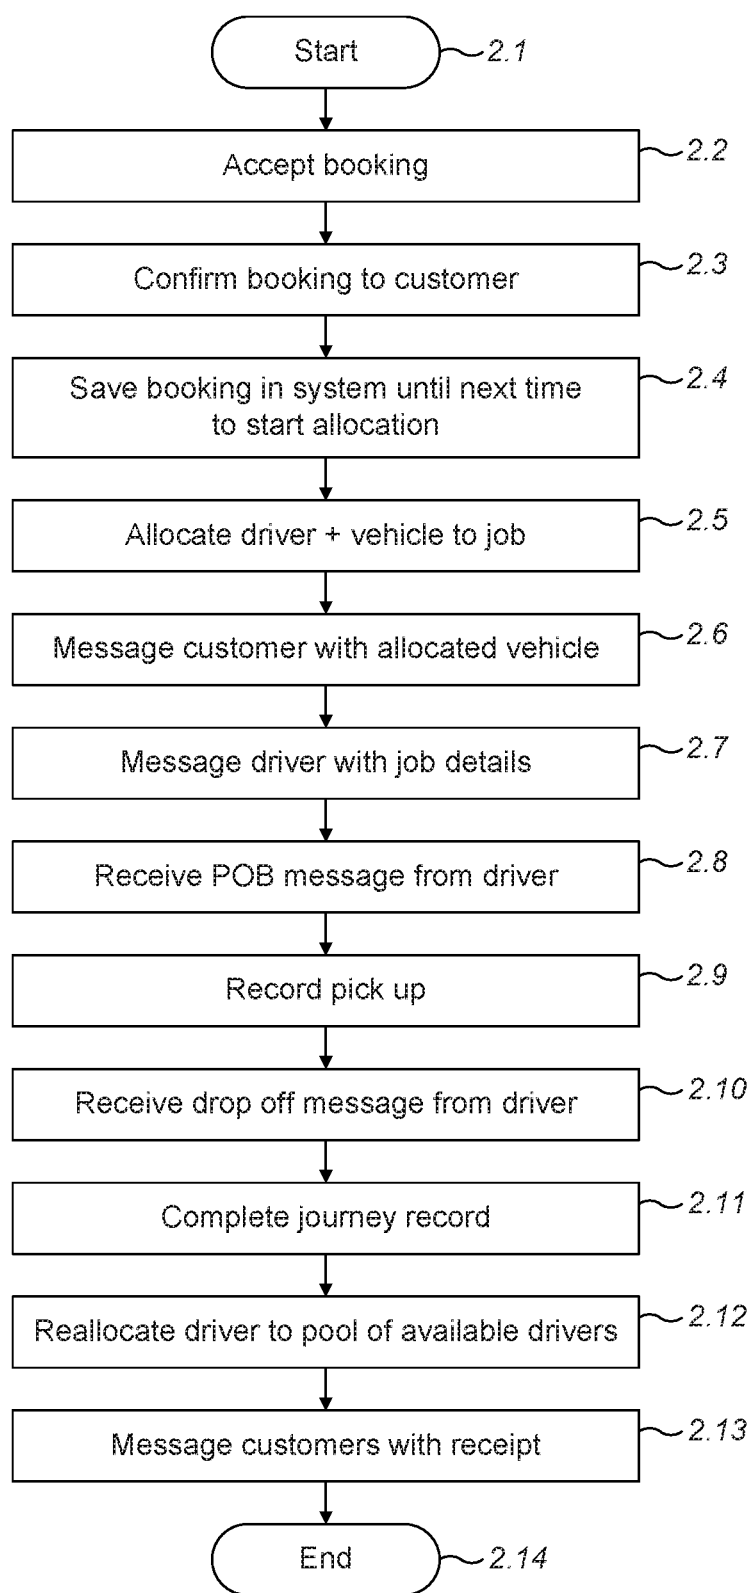 Start
2.1
Accept booking
2.2
Confirm booking to customer
2.3
Save booking in system until next time
to start allocation
2.4
Allocate driver + vehicle to job
2.5
Message customer with allocated vehicle
2.6
Message driver with job details
2.7
Receive POB message from driver
2.8
Record pick up
2.9
Receive drop off message from driver
2.10
Complete journey record
2.11
Reallocate driver to pool of available drivers
2.12
Message customers with receipt
2.13
End
2.14